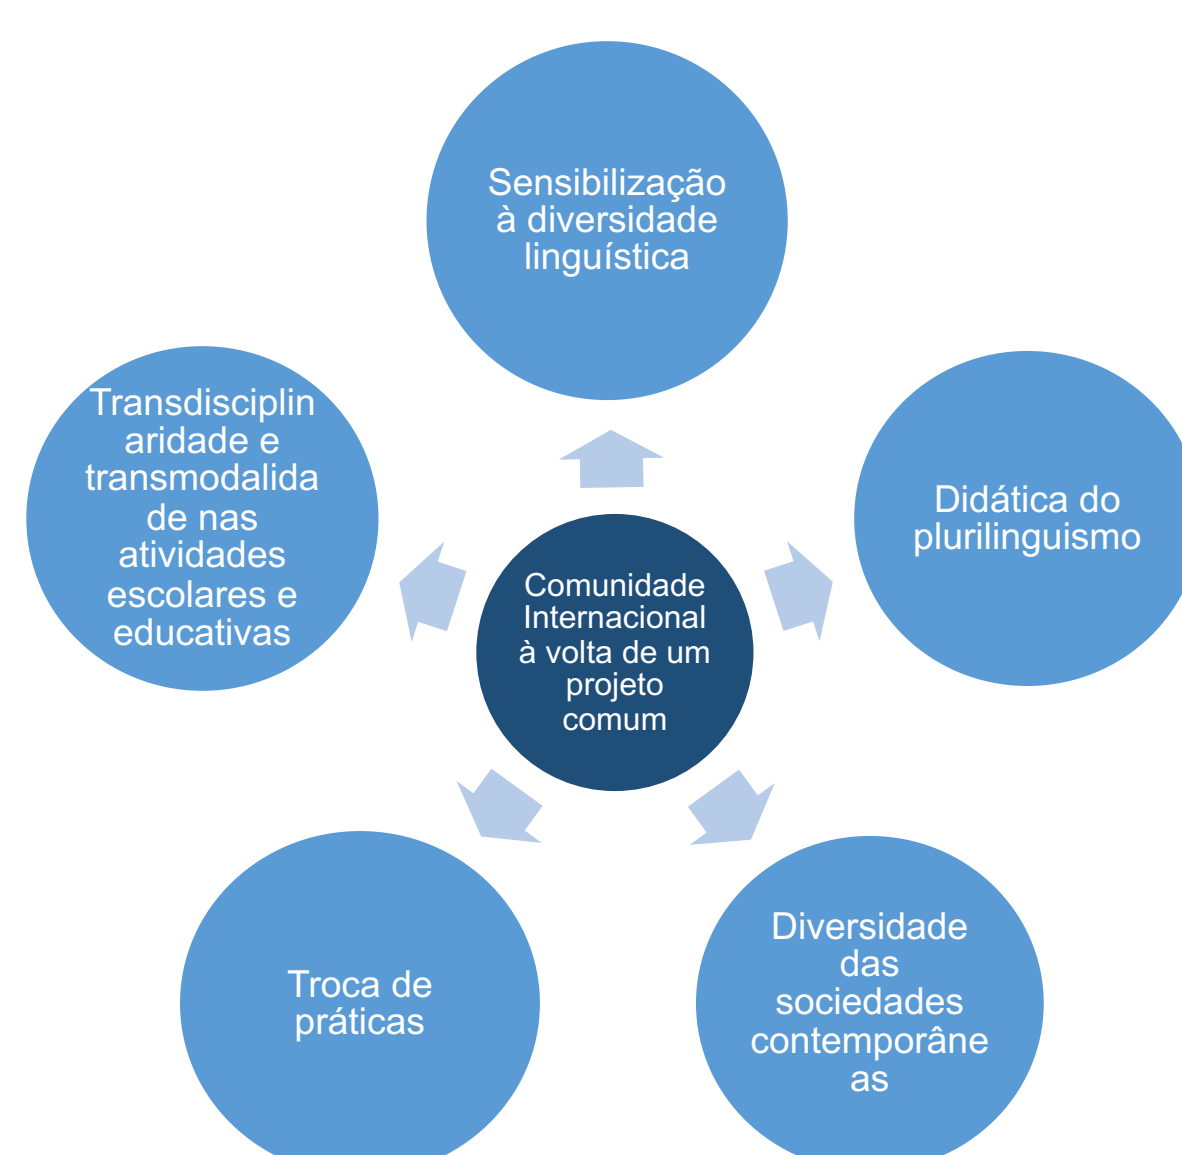 Sensibilização
à diversidade
linguística
Transdisciplin
aridade e
transmodalida
de nas
atividades
escolares e
educativas
Didática do
plurilinguismo
Comunidade
Internacional
à volta de um
projeto
comum
Troca de
práticas
Diversidade
das
sociedades
contemporâne
as